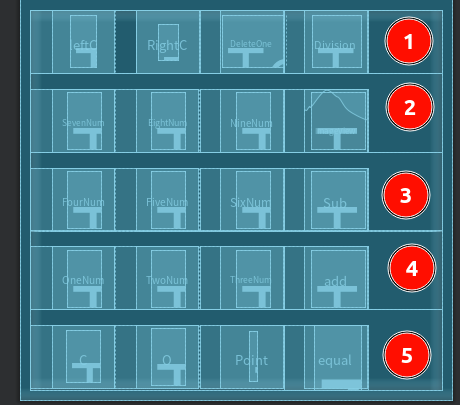 leftC RightC DeleteOne Division 1
SevenNum EightNum NineNum 2
FourNum FiveNum SixNum Sub 3
OneNum TwoNum ThreeNum add 4
C O Point equal 5